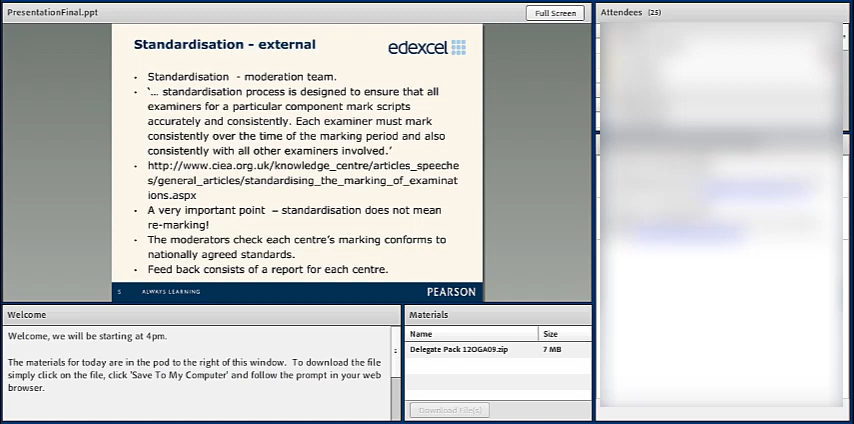 PresentationFinal.ppt
Full Screen
Attendees (25)
Standardisation - external
edexcel
• Standardisation - moderation team.
• '... standardisation process is designed to ensure that all
examiners for a particular component mark scripts
accurately and consistently. Each examiner must mark
consistently over the time of the marking period and also
consistently with all other examiners involved.'
• http://www.ciea.org.uk/knowledge_centre/articles_speeche
s/general_articles/standardising_the_marking_of_examinat
ions.aspx
• A very important point – standardisation does not mean
re-marking!
• The moderators check each centre's marking conforms to
nationally agreed standards.
• Feed back consists of a report for each centre.
5 ALWAYS LEARNING
PEARSON
Welcome
Welcome, we will be starting at 4pm.
The materials for today are in the pod to the right of this window. To download the file
simply click on the file, click 'Save To My Computer' and follow the prompt in your web
browser.
Materials
Name Size
Delegate Pack 12OGA09.zip 7 MB
Download File(s)